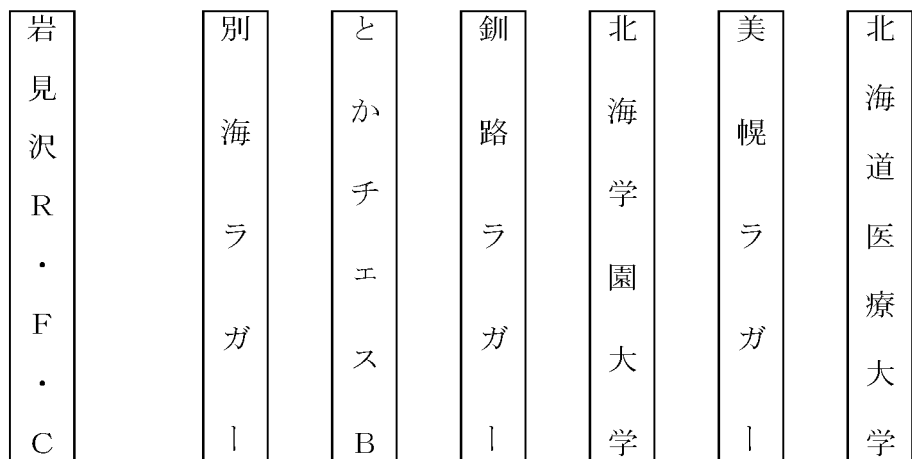 岩見沢R・F・C
別海ラガー
とかチェスB
釧路ラガー
北海学園大学
美幌ラガー
北海道医療大学